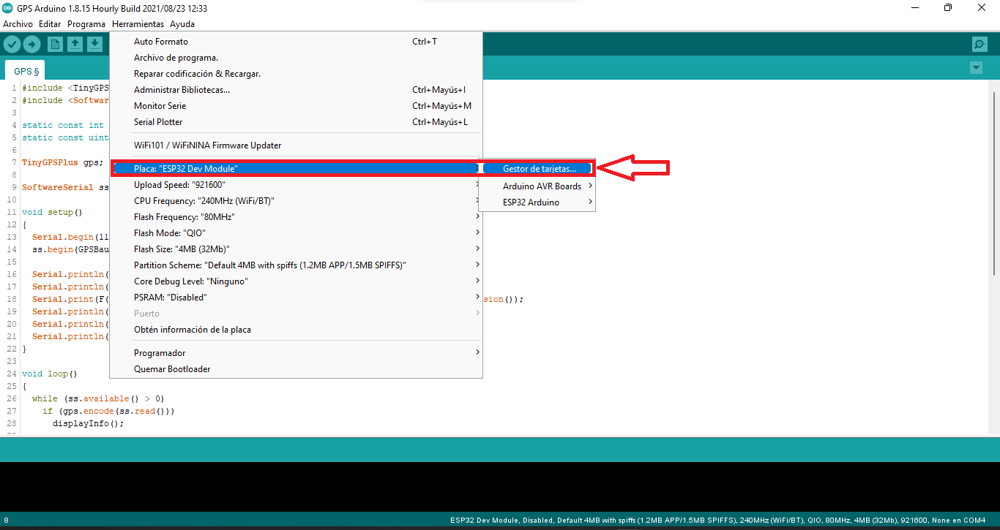 GPS Arduino 1.8.15 Hourly Build 2021/08/23 12:33
Archivo Editar Programa Herramientas Ayuda
Auto Formato Ctrl+T
Archivo de programa.
Reparar codificación & Recargar.
Administrar Bibliotecas... Ctrl+Mayús+I
Monitor Serie Ctrl+Mayús+M
Serial Plotter Ctrl+Mayús+L
WiFi101 / WiFiNINA Firmware Updater
Placa: "ESP32 Dev Module"
Upload Speed: "921600"
CPU Frequency: "240MHz (WiFi/BT)"
Flash Frequency: "80MHz"
Flash Mode: "QIO"
Flash Size: "4MB (32Mb)"
Partition Scheme: "Default 4MB with spiffs (1.2MB APP/1.5MB SPIFFS)"
Core Debug Level: "Ninguno"
PSRAM: "Disabled"
Puerto
Obtén información de la placa
Programador
Quemar Bootloader
Gestor de tarjetas...
Arduino AVR Boards
ESP32 Arduino
GPS §
1 #include <TinyGPS
2 #include <Softwar
3
4 static const int
5 static const uint
6
7 TinyGPSPlus gps;
8
9 SoftwareSerial ss
10
11 void setup()
12 {
13 Serial.begin(11
14 ss.begin(GPSBau
15
16 Serial.println(
17 Serial.println(
18 Serial.print(F( sion());
19 Serial.println(
20 Serial.println(
21 Serial.println(
22 }
23
24 void loop()
25 {
26 while (ss.available() > 0)
27 if (gps.encode(ss.read()))
28 displayInfo();
8 ESP32 Dev Module, Disabled, Default 4MB with spiffs (1.2MB APP/1.5MB SPIFFS), 240MHz (WiFi/BT), QIO, 80MHz, 4MB (32Mb), 921600, None en COM4